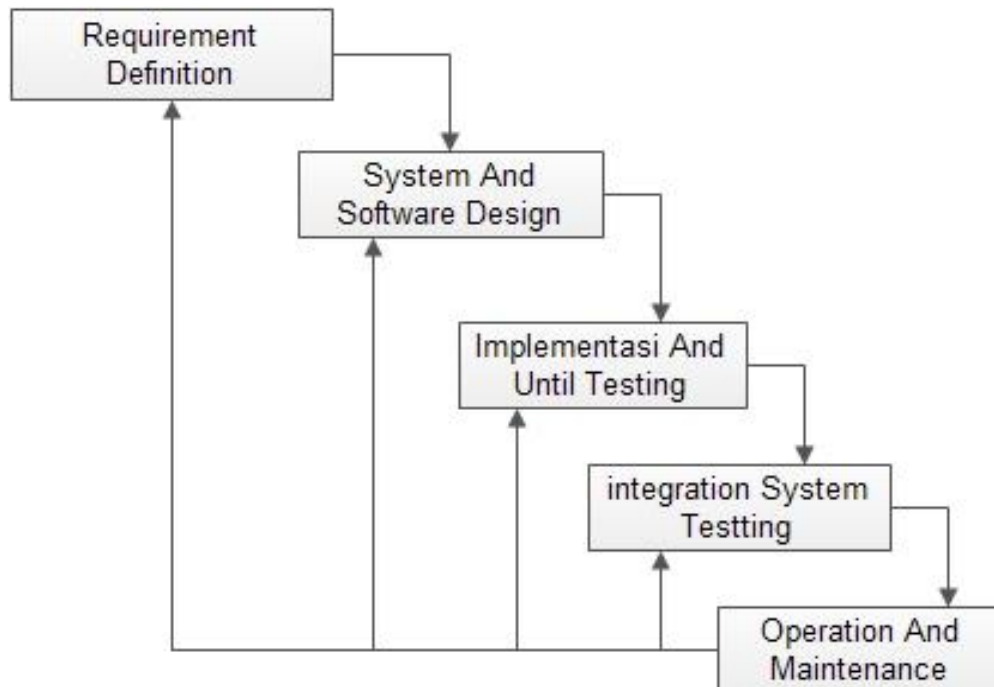 Requirement
Definition
System And
Software Design
Implementasi And
Until Testing
integration System
Testting
Operation And
Maintenance